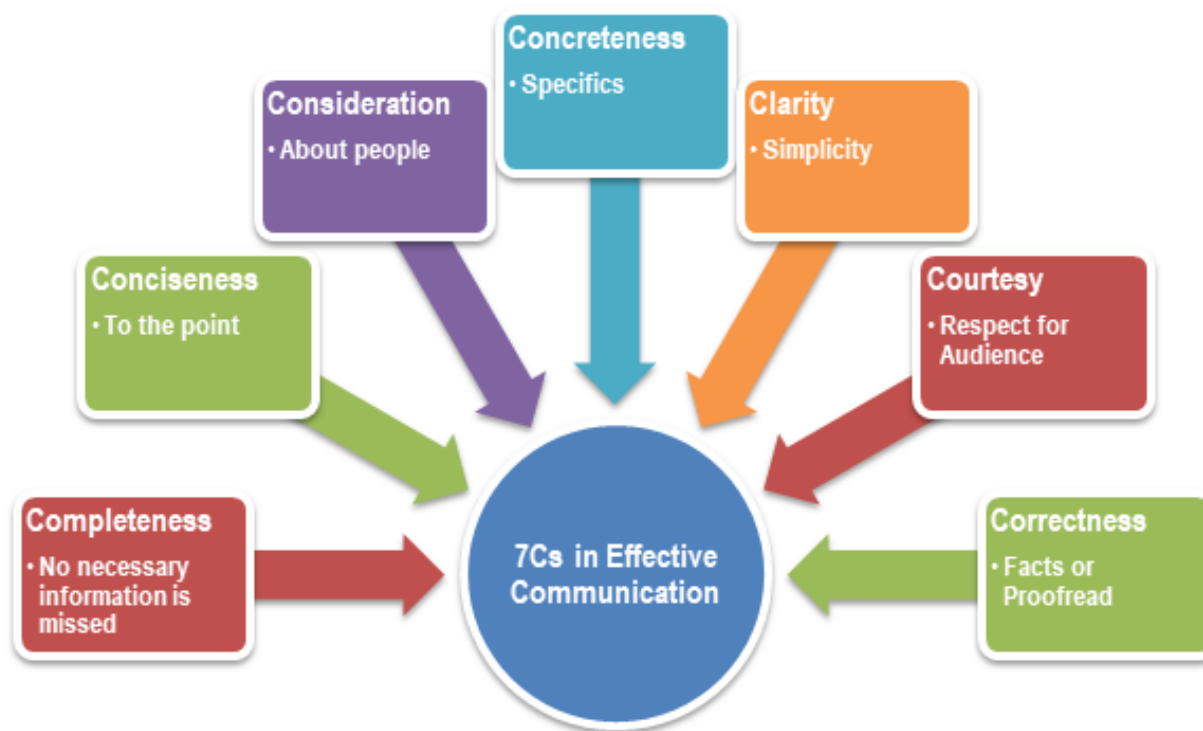 Completeness
• No necessary
information is
missed
Conciseness
• To the point
Consideration
• About people
Concreteness
• Specifics
Clarity
• Simplicity
Courtesy
• Respect for
Audience
Correctness
• Facts or
Proofread
7Cs in Effective
Communication